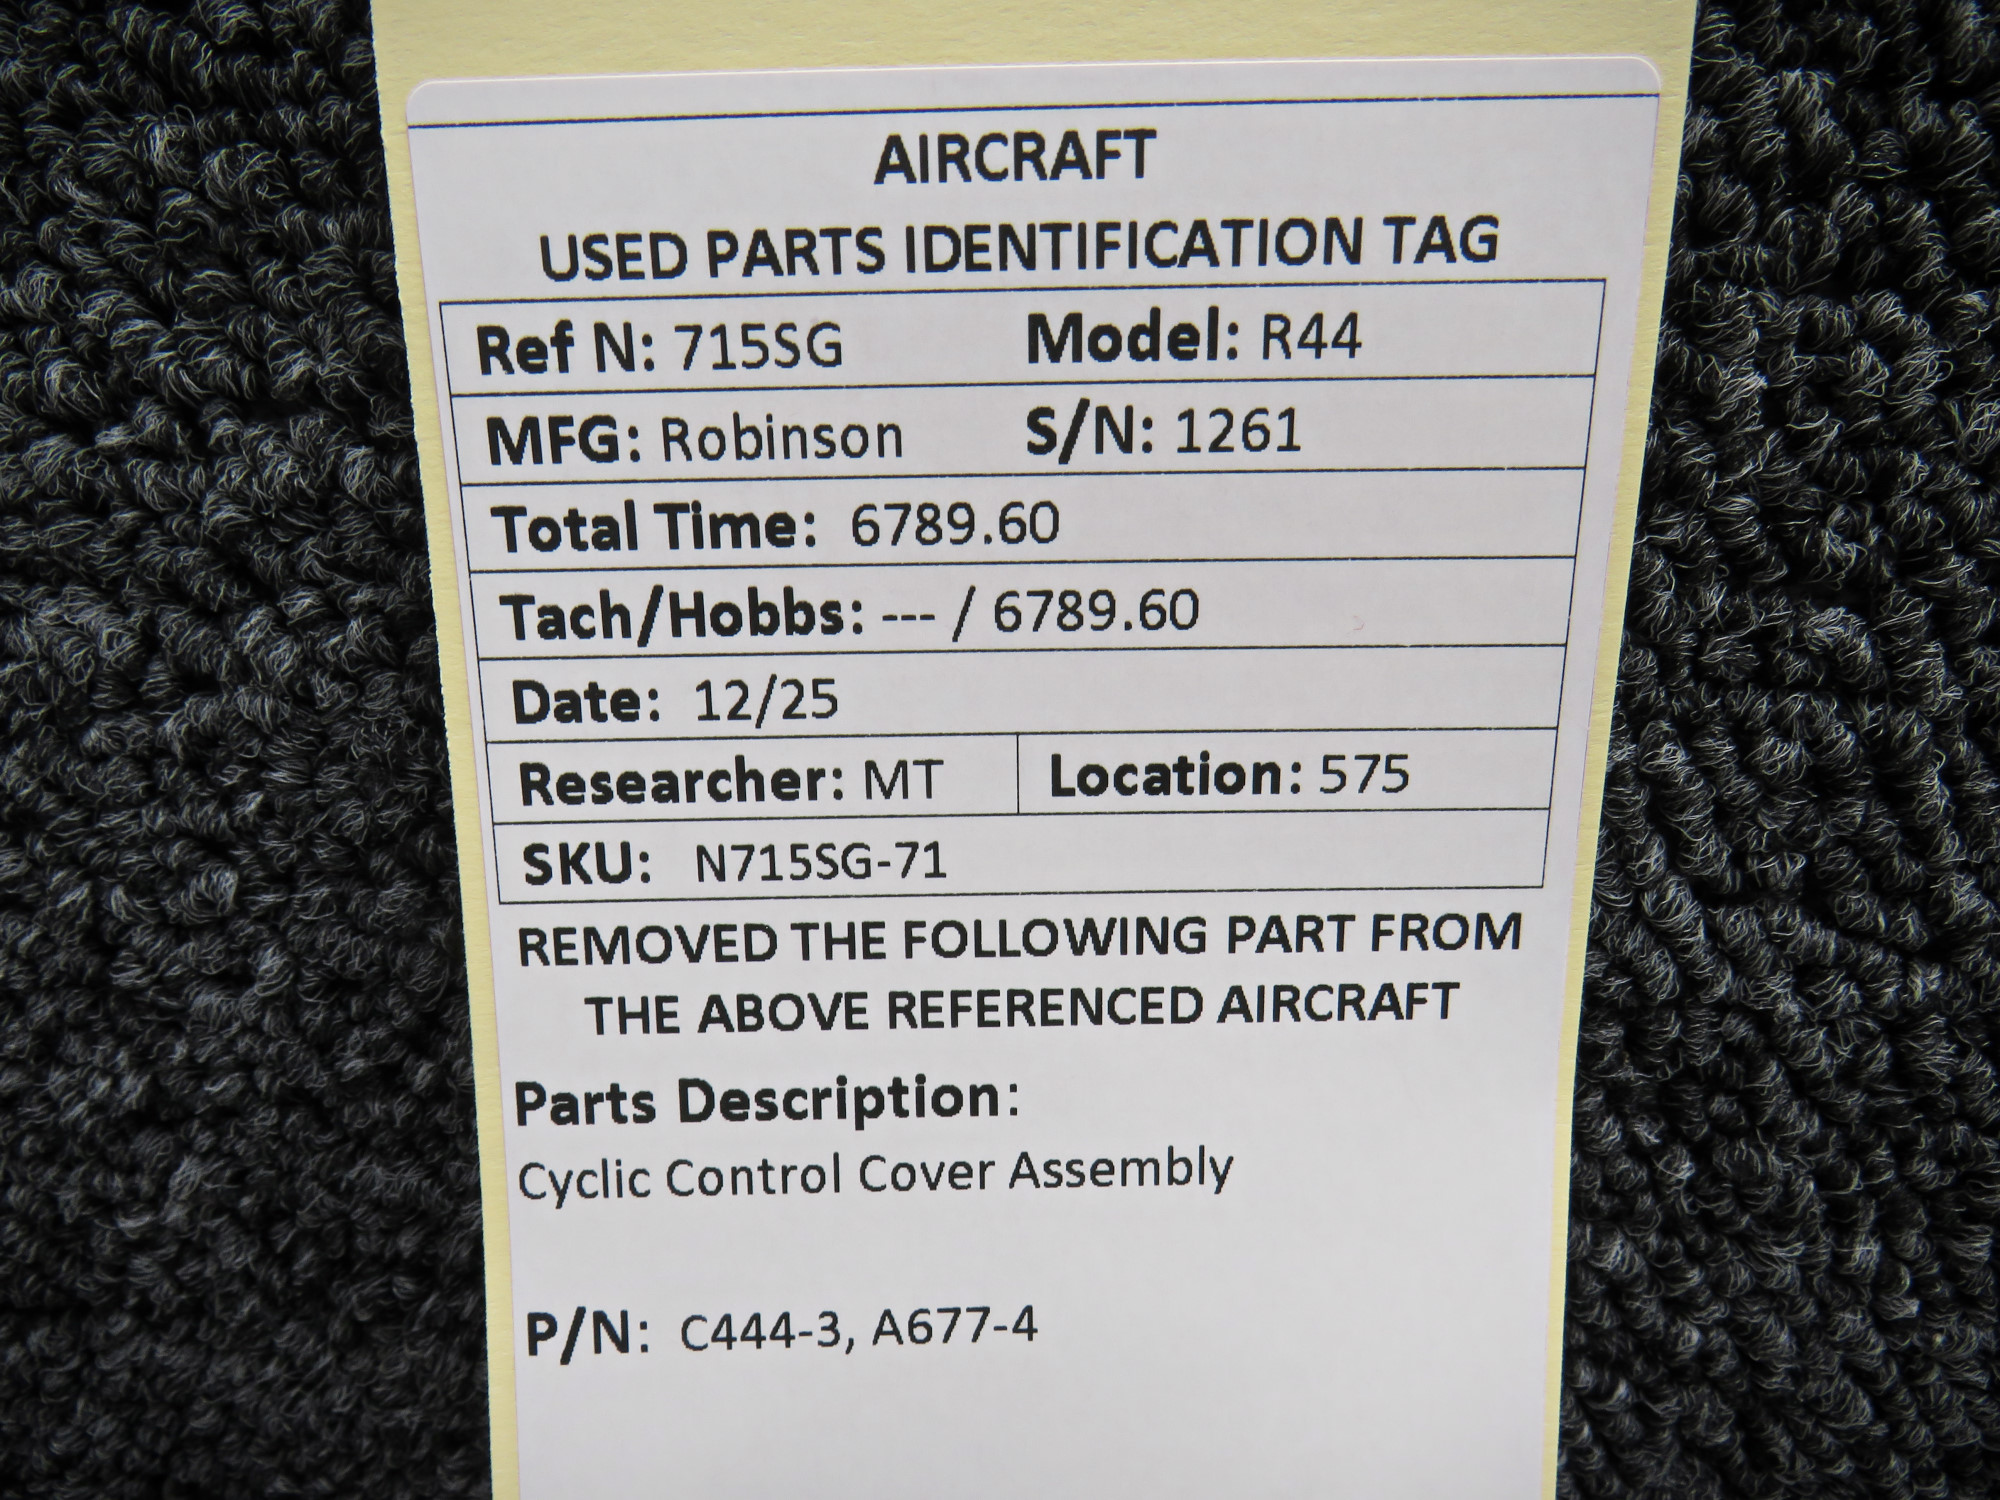 AIRCRAFT
USED PARTS IDENTIFICATION TAG
Ref N: 715SG Model: R44
MFG: Robinson S/N: 1261
Total Time: 6789.60
Tach/Hobbs: --- / 6789.60
Date: 12/25
Researcher: MT Location: 575
SKU: N715SG-71
REMOVED THE FOLLOWING PART FROM
THE ABOVE REFERENCED AIRCRAFT
Parts Description:
Cyclic Control Cover Assembly
P/N: C444-3, A677-4